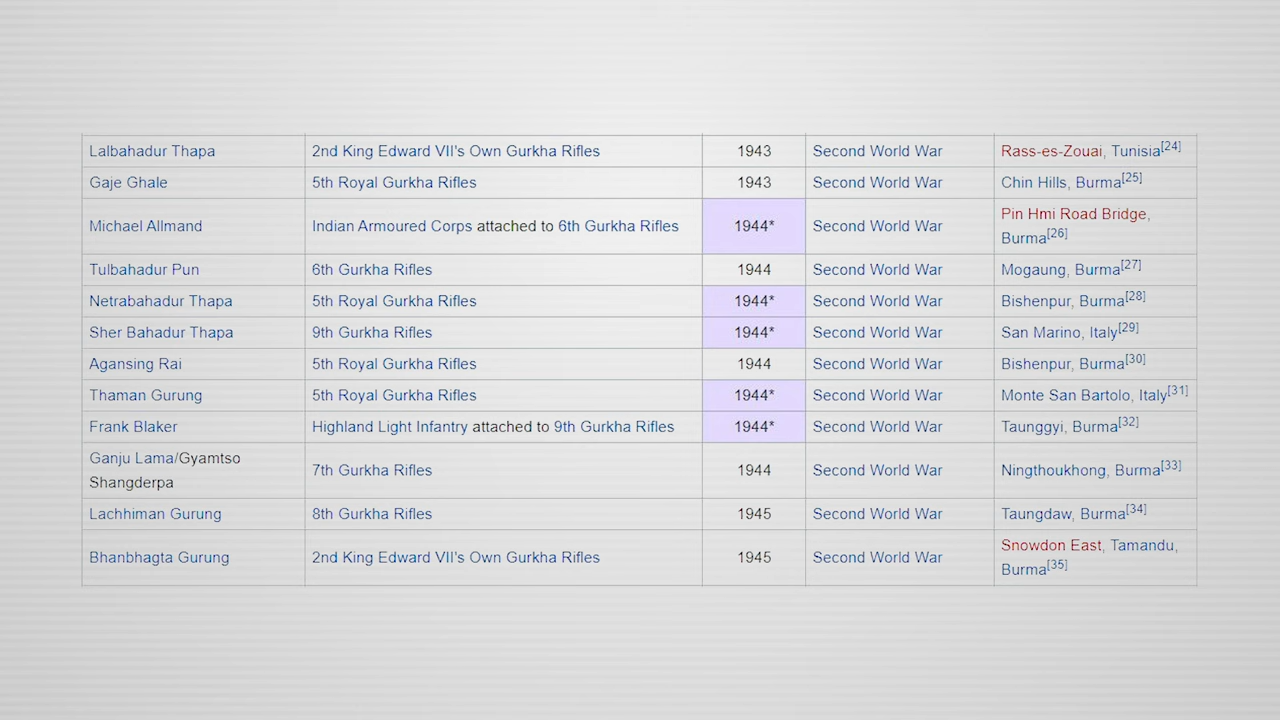 Lalbahadur Thapa 2nd King Edward VII's Own Gurkha Rifles 1943 Second World War Rass-es-Zouai, Tunisia[24]
Gaje Ghale 5th Royal Gurkha Rifles 1943 Second World War Chin Hills, Burma[25]
Michael Allmand Indian Armoured Corps attached to 6th Gurkha Rifles 1944* Second World War Pin Hmi Road Bridge,
Burma[26]
Tulbahadur Pun 6th Gurkha Rifles 1944 Second World War Mogaung, Burma[27]
Netrabahadur Thapa 5th Royal Gurkha Rifles 1944* Second World War Bishenpur, Burma[28]
Sher Bahadur Thapa 9th Gurkha Rifles 1944* Second World War San Marino, Italy[29]
Agansing Rai 5th Royal Gurkha Rifles 1944 Second World War Bishenpur, Burma[30]
Thaman Gurung 5th Royal Gurkha Rifles 1944* Second World War Monte San Bartolo, Italy[31]
Frank Blaker Highland Light Infantry attached to 9th Gurkha Rifles 1944* Second World War Taunggyi, Burma[32]
Ganju Lama/Gyamtso
Shangderpa 7th Gurkha Rifles 1944 Second World War Ningthoukhong, Burma[33]
Lachhiman Gurung 8th Gurkha Rifles 1945 Second World War Taungdaw, Burma[34]
Bhanbhagta Gurung 2nd King Edward VII's Own Gurkha Rifles 1945 Second World War Snowdon East, Tamandu,
Burma[35]